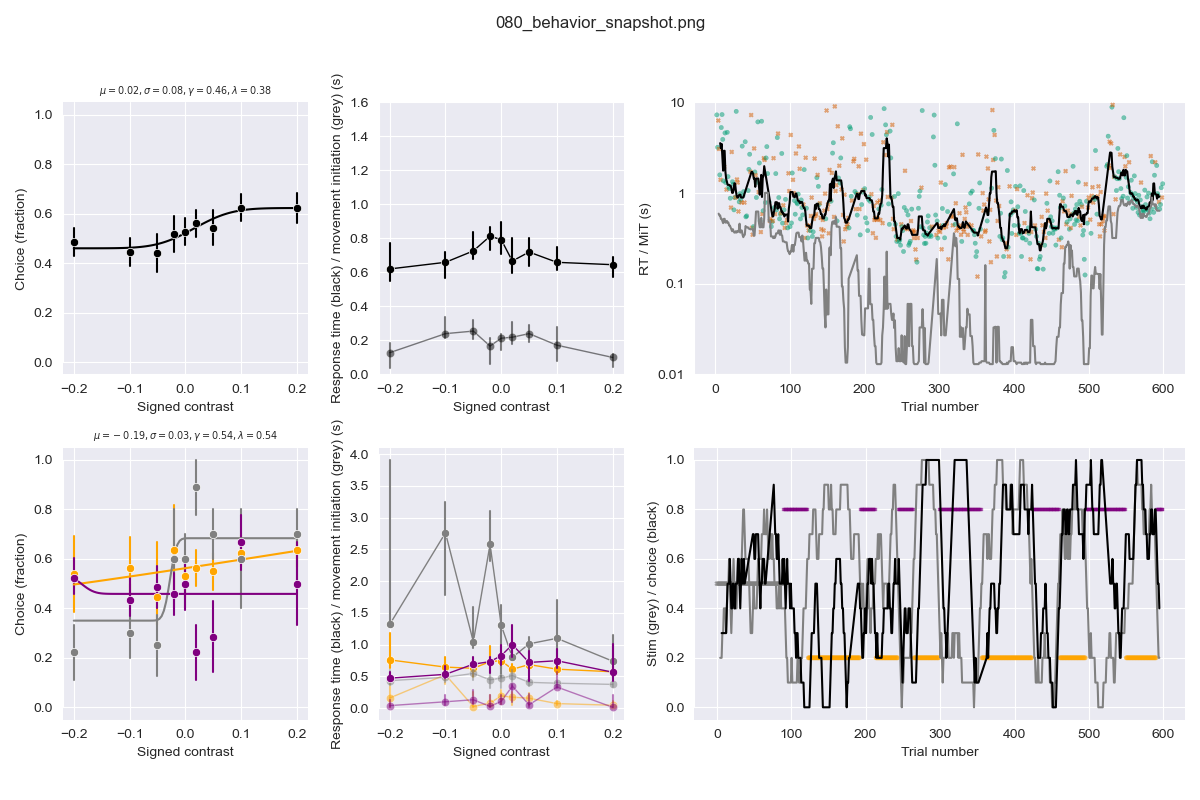 080_behavior_snapshot.png
μ = 0.02, σ = 0.08, γ = 0.46, λ = 0.38
Choice (fraction)
1.0
0.8
0.6
0.4
0.2
0.0
−0.2 −0.1 0.0 0.1 0.2
Signed contrast
Response time (black) / movement initiation (grey) (s)
1.6
1.4
1.2
1.0
0.8
0.6
0.4
0.2
0.0
−0.2 −0.1 0.0 0.1 0.2
Signed contrast
RT / MIT (s)
10
1
0.1
0.01
0 100 200 300 400 500 600
Trial number
μ = − 0.19, σ = 0.03, γ = 0.54, λ = 0.54
Choice (fraction)
1.0
0.8
0.6
0.4
0.2
0.0
−0.2 −0.1 0.0 0.1 0.2
Signed contrast
Response time (black) / movement initiation (grey) (s)
4.0
3.5
3.0
2.5
2.0
1.5
1.0
0.5
0.0
−0.2 −0.1 0.0 0.1 0.2
Signed contrast
Stim (grey) / choice (black)
1.0
0.8
0.6
0.4
0.2
0.0
0 100 200 300 400 500 600
Trial number